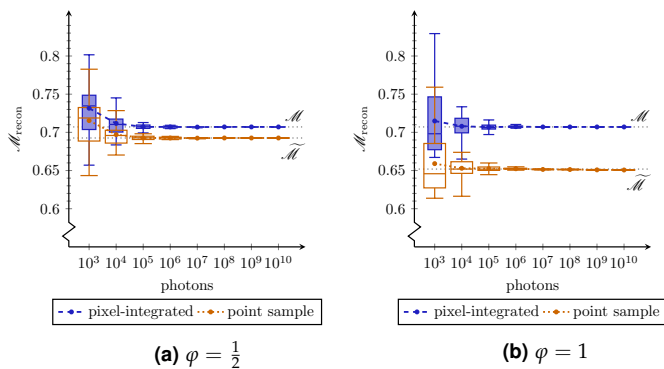 0.8
0.75
0.7
0.65
0.6
ℳ_recon
ℳ
ℳ̃
10³ 10⁴ 10⁵ 10⁶ 10⁷ 10⁸ 10⁹ 10¹⁰
photons
pixel-integrated point sample
(a) φ = 1/2
0.8
0.75
0.7
0.65
0.6
ℳ_recon
ℳ
ℳ̃
10³ 10⁴ 10⁵ 10⁶ 10⁷ 10⁸ 10⁹ 10¹⁰
photons
pixel-integrated point sample
(b) φ = 1